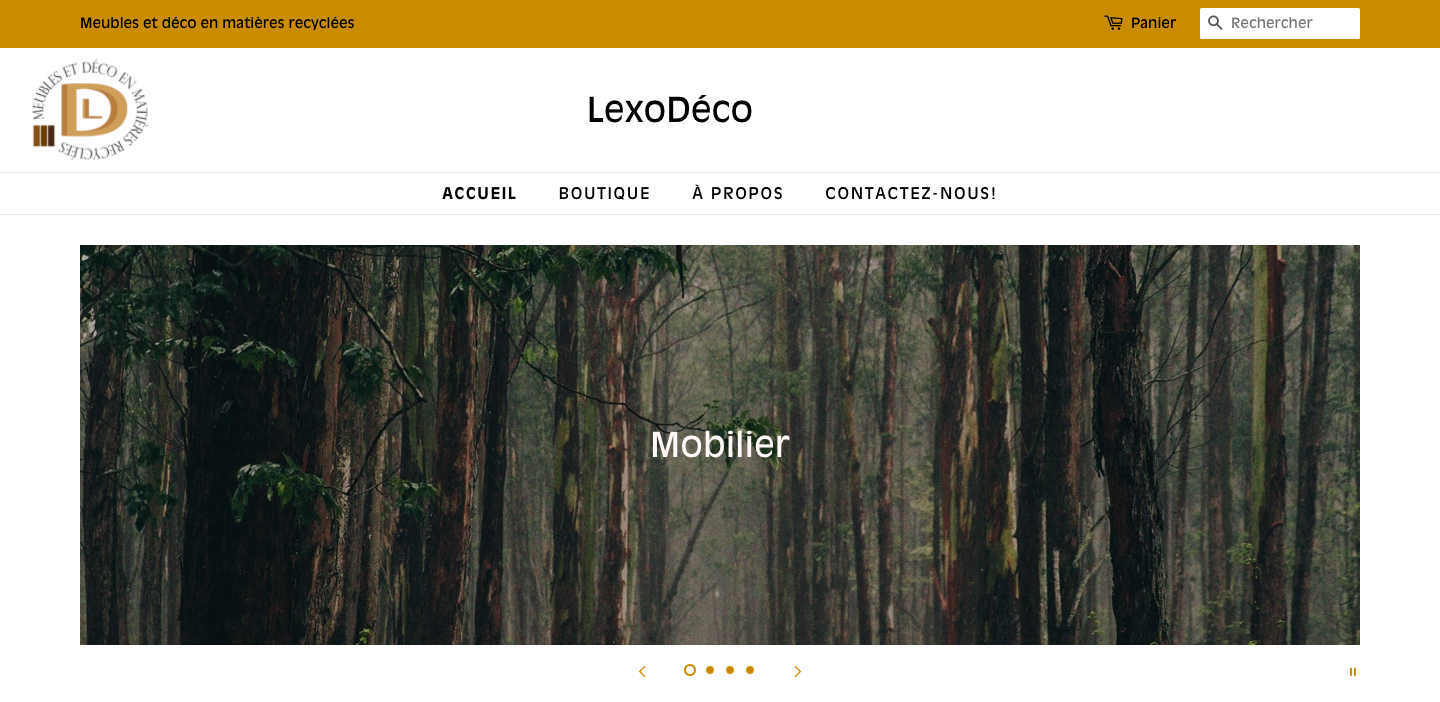 Meubles et déco en matières recyclées
Panier
Rechercher
MEUBLES ET DÉCO EN MATIÈRES RECYCLÉES
DL
LexoDéco
ACCUEIL BOUTIQUE À PROPOS CONTACTEZ-NOUS!
Mobilier